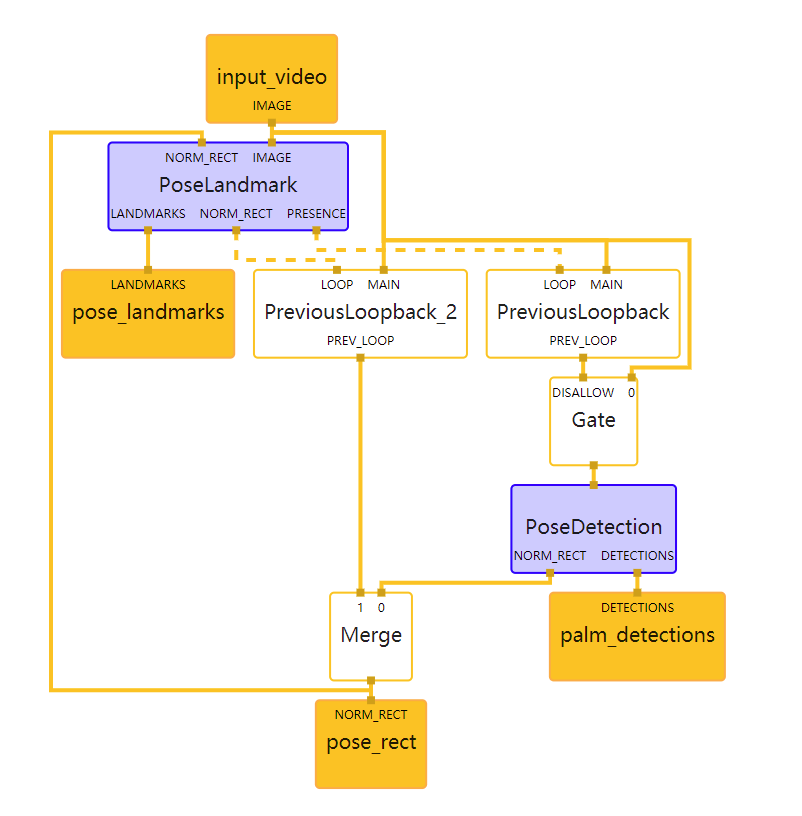 input_video
IMAGE
NORM_RECT IMAGE
PoseLandmark
LANDMARKS NORM_RECT PRESENCE
LANDMARKS
pose_landmarks
LOOP MAIN
PreviousLoopback_2
PREV_LOOP
LOOP MAIN
PreviousLoopback
PREV_LOOP
DISALLOW 0
Gate
PoseDetection
NORM_RECT DETECTIONS
1 0
Merge
DETECTIONS
palm_detections
NORM_RECT
pose_rect